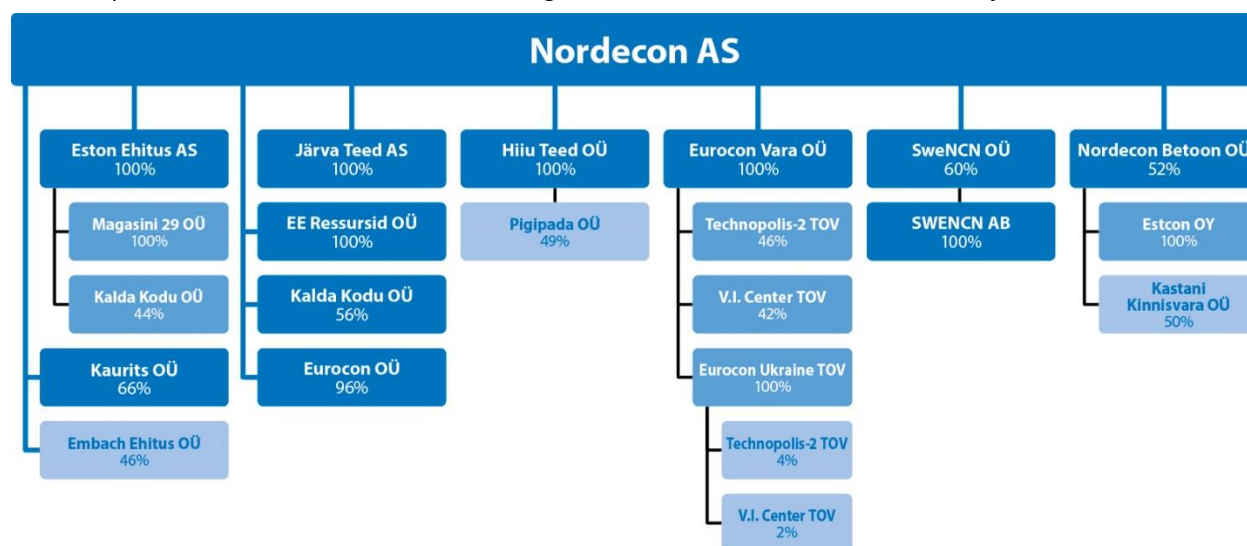 Nordecon AS
Eston Ehitus AS
100%
Magasini 29 OÜ
100%
Kalda Kodu OÜ
44%
Kaurits OÜ
66%
Embach Ehitus OÜ
46%
Järva Teed AS
100%
EE Ressursid OÜ
100%
Kalda Kodu OÜ
56%
Eurocon OÜ
96%
Hiiu Teed OÜ
100%
Pigipada OÜ
49%
Eurocon Vara OÜ
100%
Technopolis-2 TOV
46%
V.I. Center TOV
42%
Eurocon Ukraine TOV
100%
Technopolis-2 TOV
4%
V.I. Center TOV
2%
SweNCN OÜ
60%
SWENCN AB
100%
Nordecon Betoon OÜ
52%
Estcon OY
100%
Kastani
Kinnisvara OÜ
50%